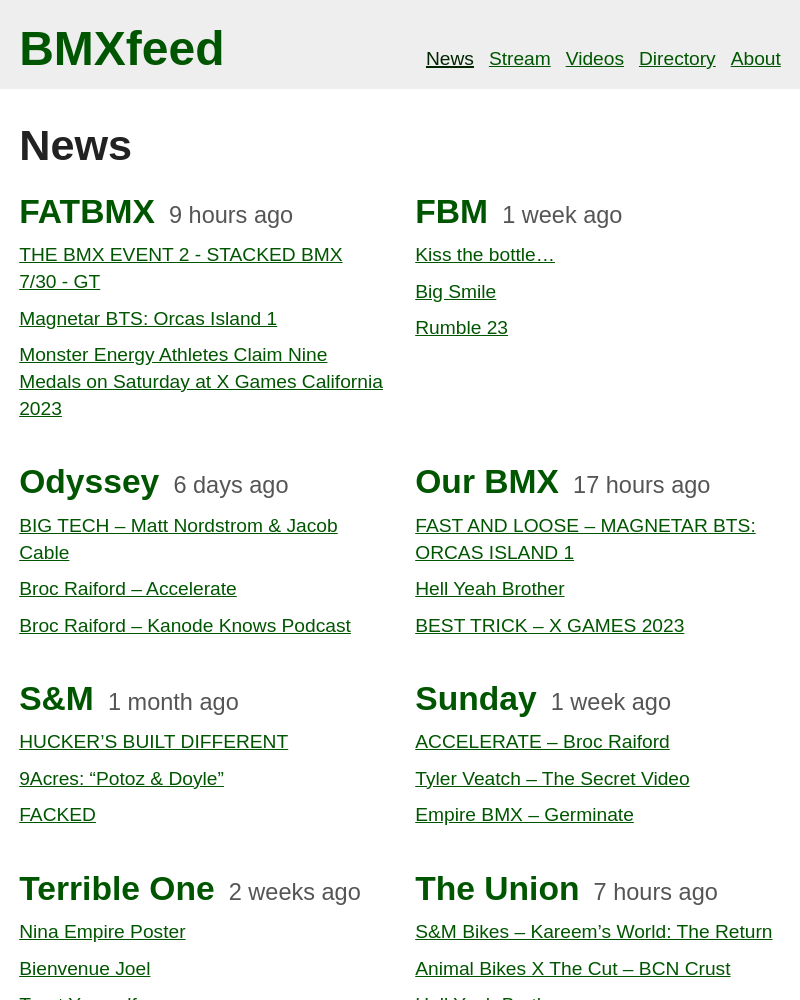 BMXfeed
News Stream Videos Directory About
News
FATBMX 9 hours ago
THE BMX EVENT 2 - STACKED BMX
7/30 - GT
Magnetar BTS: Orcas Island 1
Monster Energy Athletes Claim Nine
Medals on Saturday at X Games California
2023
FBM 1 week ago
Kiss the bottle…
Big Smile
Rumble 23
Odyssey 6 days ago
BIG TECH – Matt Nordstrom & Jacob
Cable
Broc Raiford – Accelerate
Broc Raiford – Kanode Knows Podcast
Our BMX 17 hours ago
FAST AND LOOSE – MAGNETAR BTS:
ORCAS ISLAND 1
Hell Yeah Brother
BEST TRICK – X GAMES 2023
S&M 1 month ago
HUCKER’S BUILT DIFFERENT
9Acres: “Potoz & Doyle”
FACKED
Sunday 1 week ago
ACCELERATE – Broc Raiford
Tyler Veatch – The Secret Video
Empire BMX – Germinate
Terrible One 2 weeks ago
Nina Empire Poster
Bienvenue Joel
The Union 7 hours ago
S&M Bikes – Kareem’s World: The Return
Animal Bikes X The Cut – BCN Crust